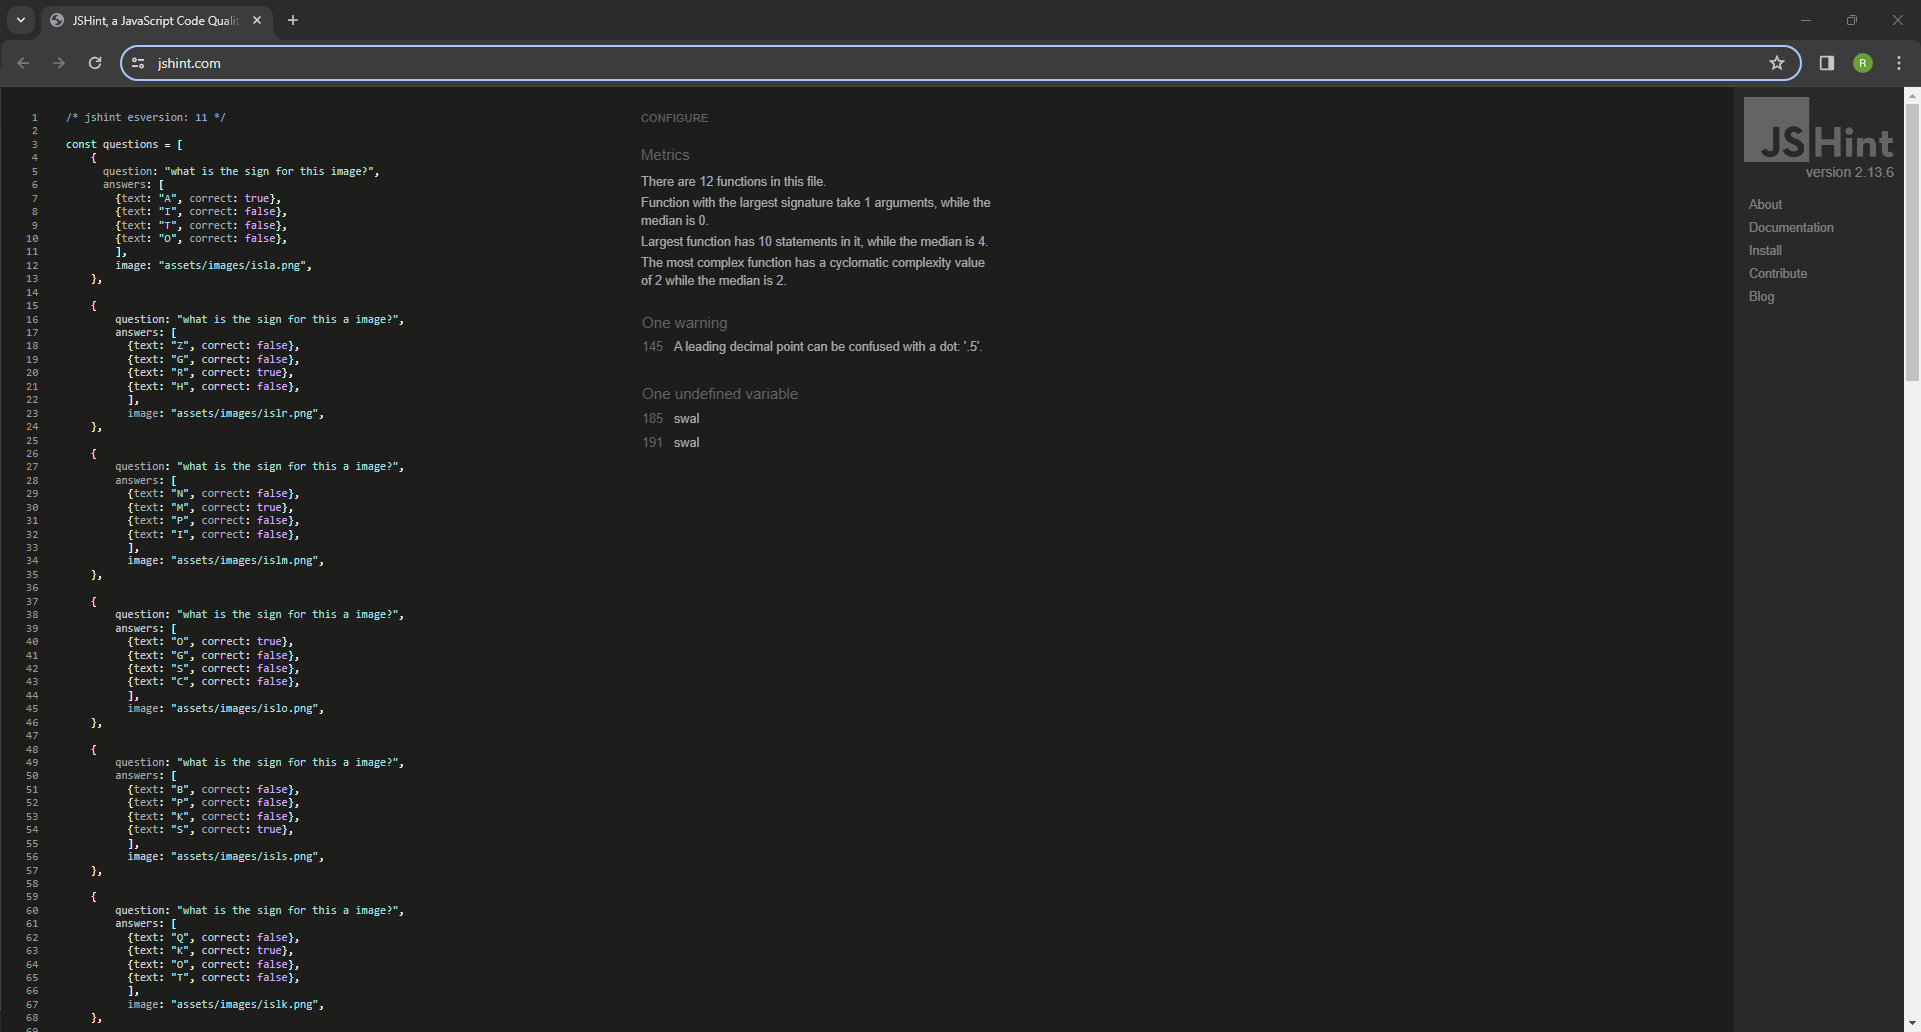 JSHint, a JavaScript Code Qualit
jshint.com
R
1 /* jshint esversion: 11 */
2
3 const questions = [
4 {
5 question: "what is the sign for this image?",
6 answers: [
7 {text: "A", correct: true},
8 {text: "I", correct: false},
9 {text: "T", correct: false},
10 {text: "O", correct: false},
11 ],
12 image: "assets/images/isla.png",
13 },
14
15 {
16 question: "what is the sign for this a image?",
17 answers: [
18 {text: "Z", correct: false},
19 {text: "G", correct: false},
20 {text: "R", correct: true},
21 {text: "H", correct: false},
22 ],
23 image: "assets/images/islr.png",
24 },
25
26 {
27 question: "what is the sign for this a image?",
28 answers: [
29 {text: "N", correct: false},
30 {text: "M", correct: true},
31 {text: "P", correct: false},
32 {text: "I", correct: false},
33 ],
34 image: "assets/images/islm.png",
35 },
36
37 {
38 question: "what is the sign for this a image?",
39 answers: [
40 {text: "O", correct: true},
41 {text: "G", correct: false},
42 {text: "S", correct: false},
43 {text: "C", correct: false},
44 ],
45 image: "assets/images/islo.png",
46 },
47
48 {
49 question: "what is the sign for this a image?",
50 answers: [
51 {text: "B", correct: false},
52 {text: "P", correct: false},
53 {text: "K", correct: false},
54 {text: "S", correct: true},
55 ],
56 image: "assets/images/isls.png",
57 },
58
59 {
60 question: "what is the sign for this a image?",
61 answers: [
62 {text: "Q", correct: false},
63 {text: "K", correct: true},
64 {text: "O", correct: false},
65 {text: "T", correct: false},
66 ],
67 image: "assets/images/islk.png",
68 },
69
CONFIGURE
Metrics
There are 12 functions in this file.
Function with the largest signature take 1 arguments, while the
median is 0.
Largest function has 10 statements in it, while the median is 4.
The most complex function has a cyclomatic complexity value
of 2 while the median is 2.
One warning
145 A leading decimal point can be confused with a dot: '.5'.
One undefined variable
185 swal
191 swal
JSHint
version 2.13.6
About
Documentation
Install
Contribute
Blog